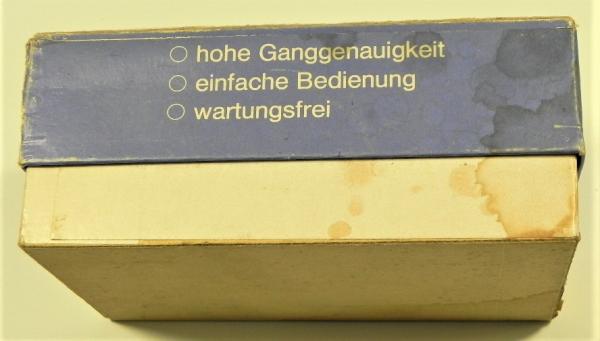 ○ hohe Ganggenauigkeit
○ einfache Bedienung
○ wartungsfrei